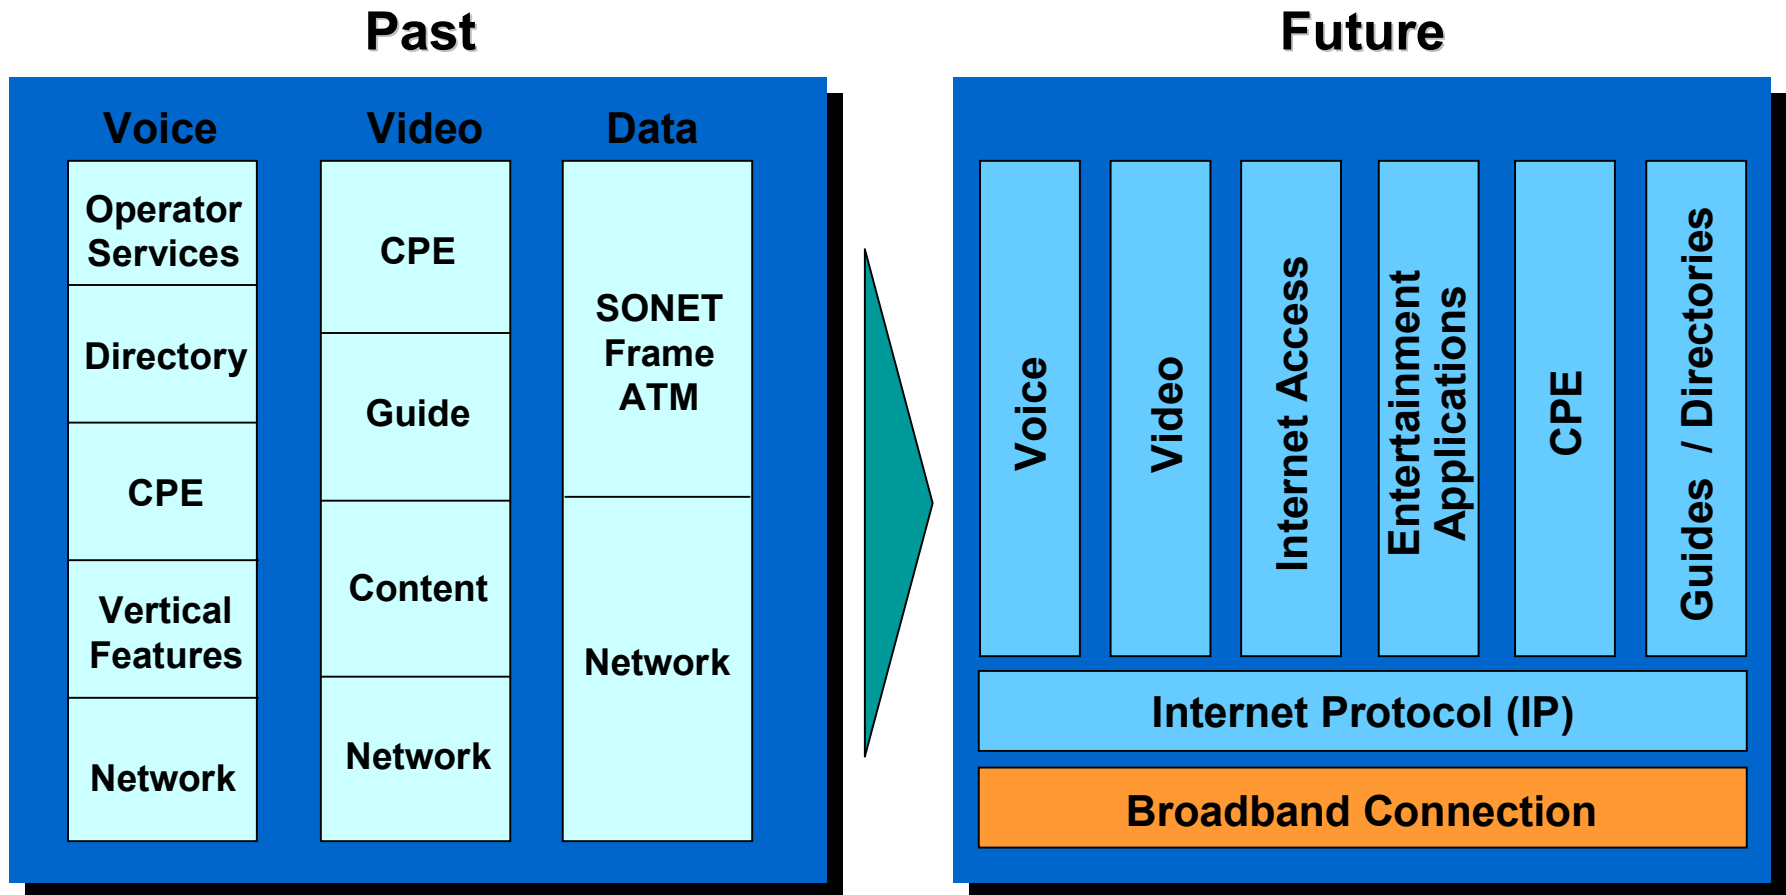 Past
Voice
Operator
Services
Directory
CPE
Vertical
Features
Network
Video
CPE
Guide
Content
Network
Data
SONET
Frame
ATM
Network
Future
Voice
Video
Internet Access
Entertainment
Applications
CPE
Guides / Directories
Internet Protocol (IP)
Broadband Connection